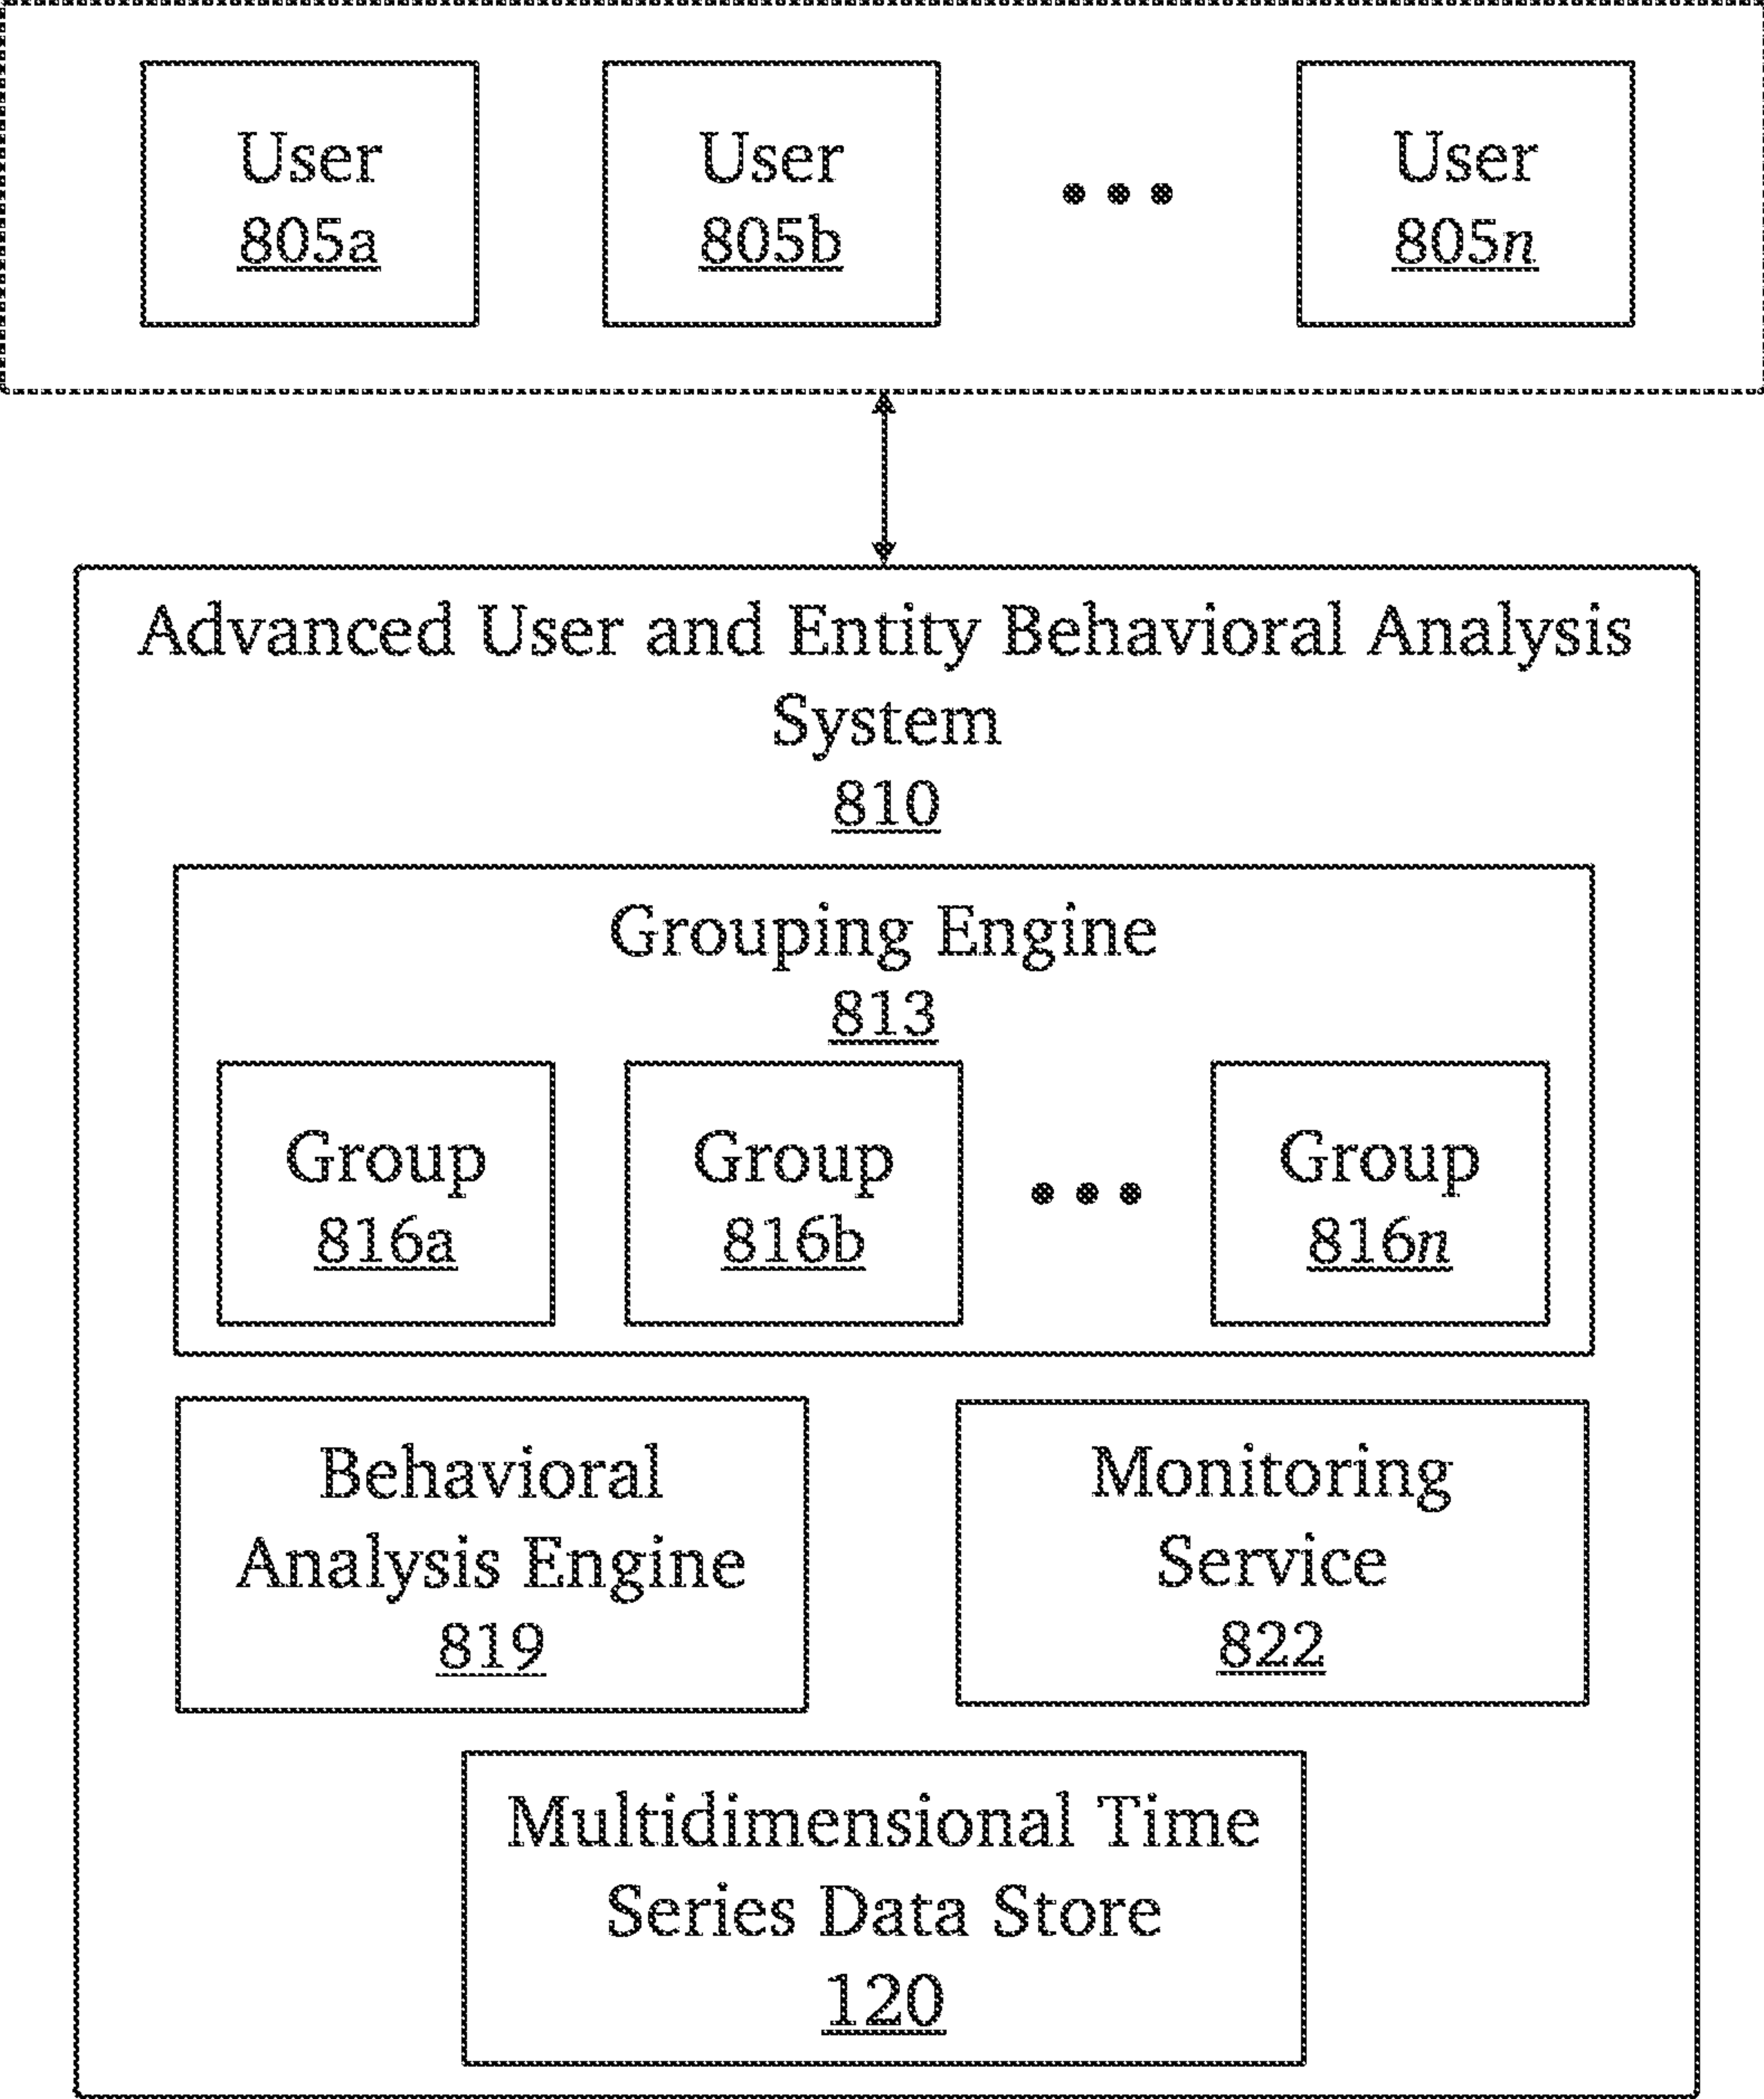 User
805a
User
805b
User
805n
Advanced User and Entity Behavioral Analysis
System
810
Grouping Engine
813
Group
816a
Group
816b
Group
816n
Behavioral
Analysis Engine
819
Monitoring
Service
822
Multidimensional Time
Series Data Store
120